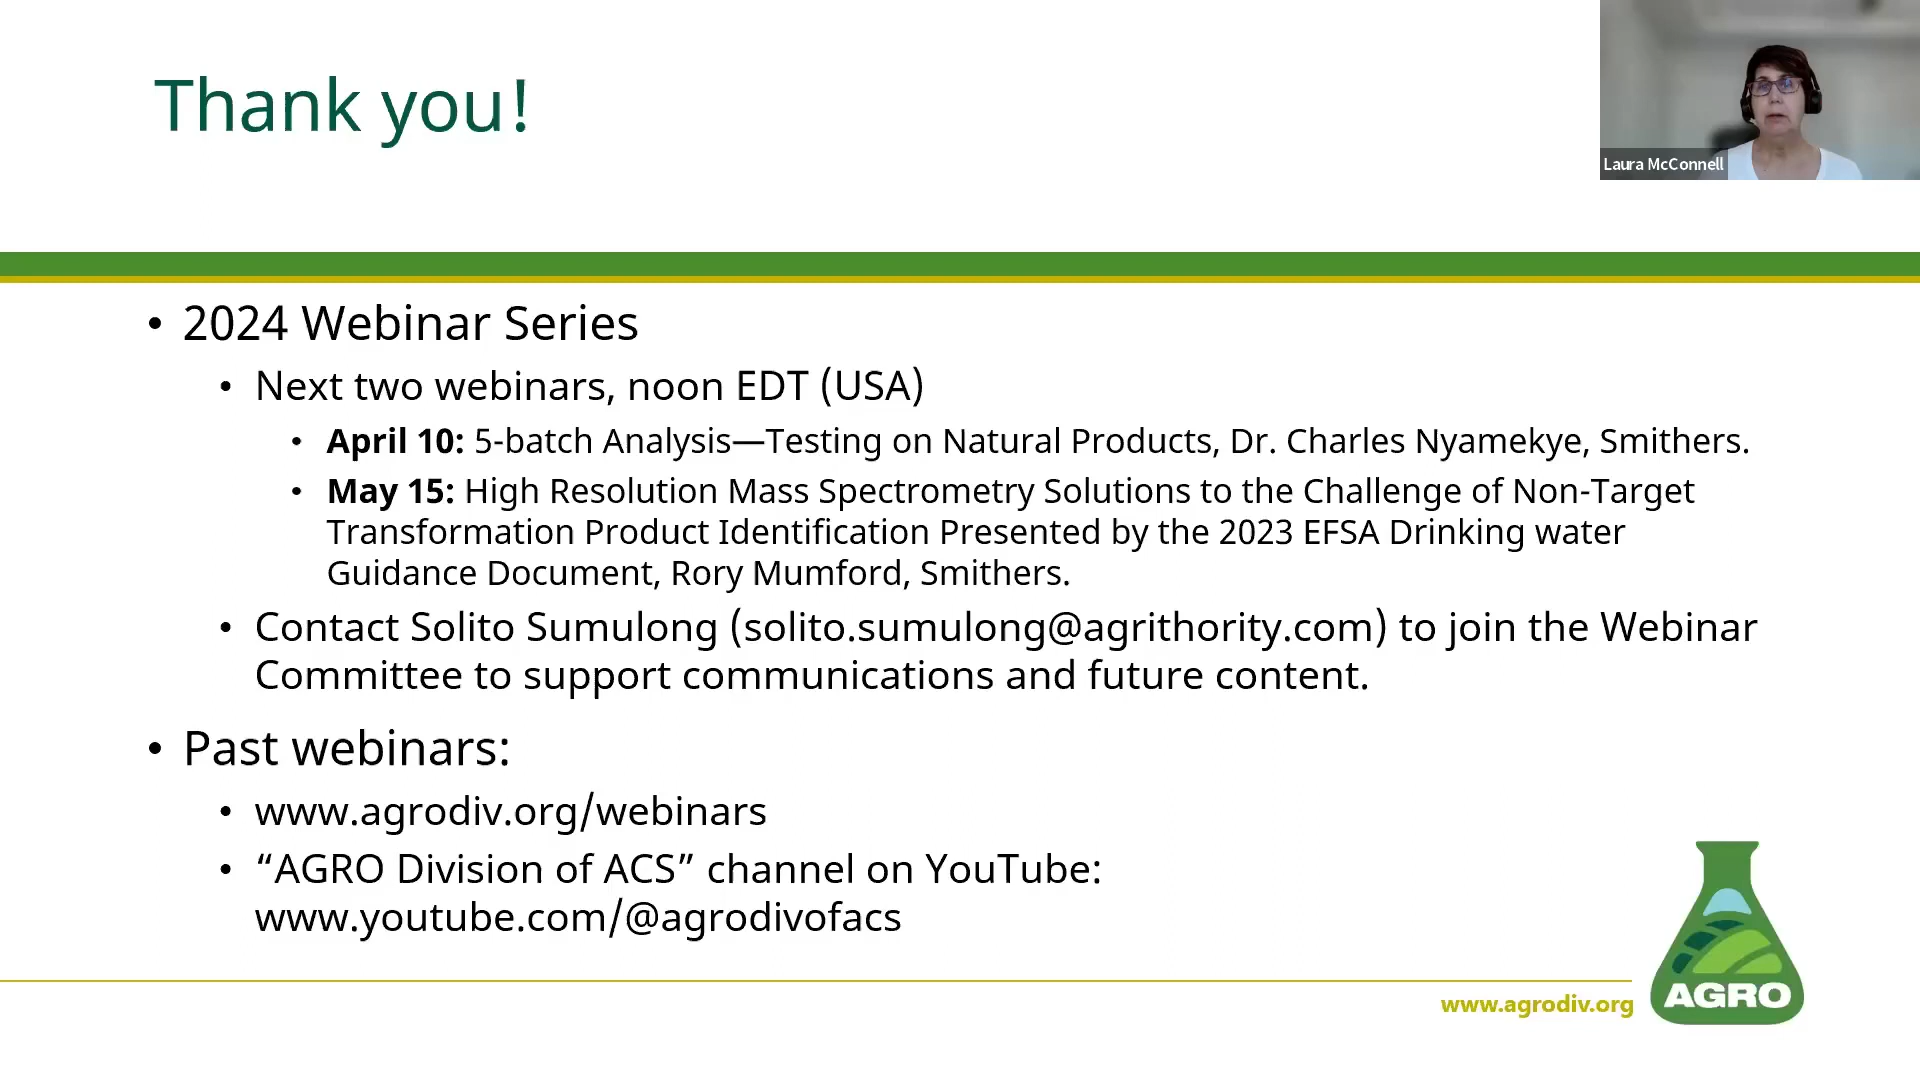 Thank you!
Laura McConnell
• 2024 Webinar Series
• Next two webinars, noon EDT (USA)
• April 10: 5-batch Analysis—Testing on Natural Products, Dr. Charles Nyamekye, Smithers.
• May 15: High Resolution Mass Spectrometry Solutions to the Challenge of Non-Target
Transformation Product Identification Presented by the 2023 EFSA Drinking water
Guidance Document, Rory Mumford, Smithers.
• Contact Solito Sumulong (solito.sumulong@agrithority.com) to join the Webinar
Committee to support communications and future content.
• Past webinars:
• www.agrodiv.org/webinars
• “AGRO Division of ACS” channel on YouTube:
www.youtube.com/@agrodivofacs
www.agrodiv.org
AGRO